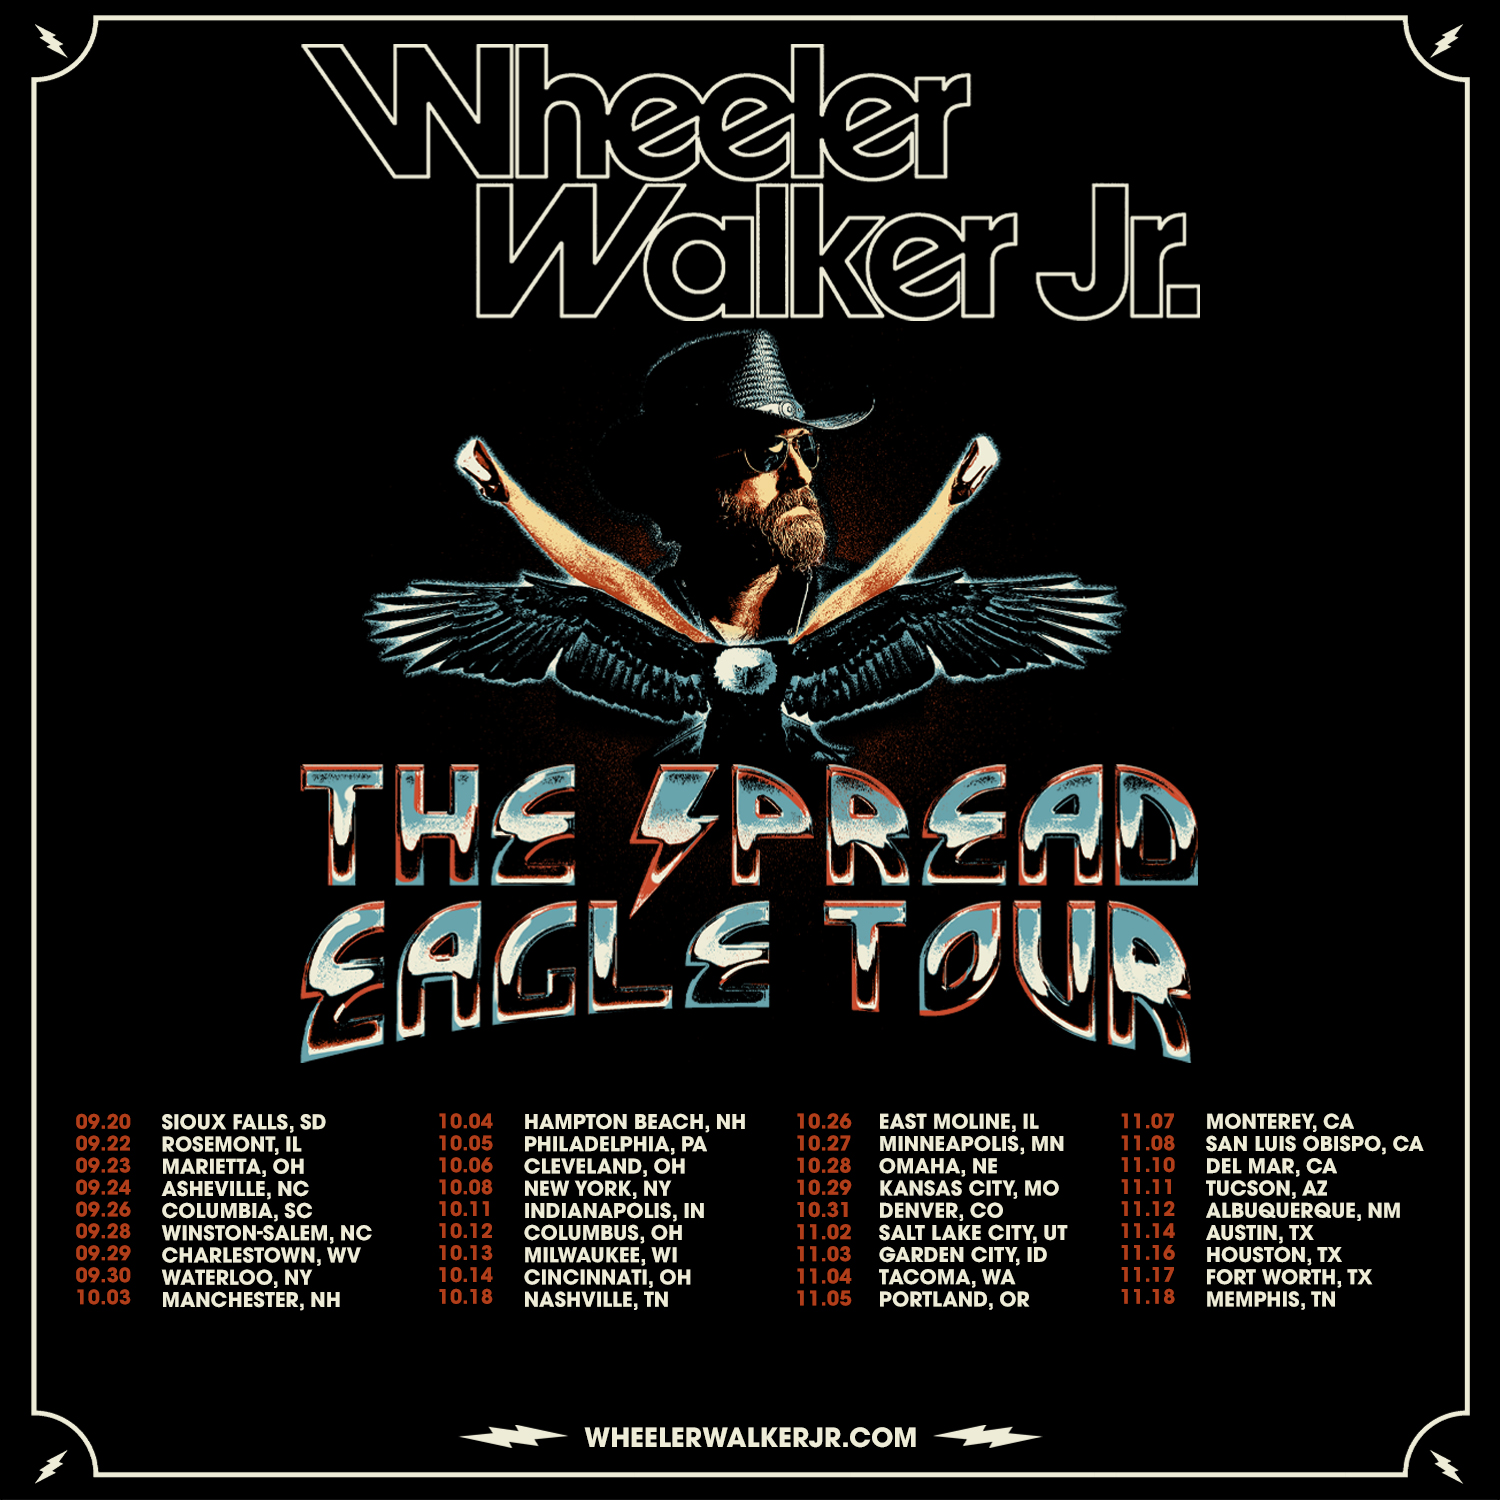 Wheeler
Walker Jr.
THE SPREAD
EAGLE TOUR
09.20 SIOUX FALLS, SD
09.22 ROSEMONT, IL
09.23 MARIETTA, OH
09.24 ASHEVILLE, NC
09.26 COLUMBIA, SC
09.28 WINSTON-SALEM, NC
09.29 CHARLESTOWN, WV
09.30 WATERLOO, NY
10.03 MANCHESTER, NH
10.04 HAMPTON BEACH, NH
10.05 PHILADELPHIA, PA
10.06 CLEVELAND, OH
10.08 NEW YORK, NY
10.11 INDIANAPOLIS, IN
10.12 COLUMBUS, OH
10.13 MILWAUKEE, WI
10.14 CINCINNATI, OH
10.18 NASHVILLE, TN
10.26 EAST MOLINE, IL
10.27 MINNEAPOLIS, MN
10.28 OMAHA, NE
10.29 KANSAS CITY, MO
10.31 DENVER, CO
11.02 SALT LAKE CITY, UT
11.03 GARDEN CITY, ID
11.04 TACOMA, WA
11.05 PORTLAND, OR
11.07 MONTEREY, CA
11.08 SAN LUIS OBISPO, CA
11.10 DEL MAR, CA
11.11 TUCSON, AZ
11.12 ALBUQUERQUE, NM
11.14 AUSTIN, TX
11.16 HOUSTON, TX
11.17 FORT WORTH, TX
11.18 MEMPHIS, TN
WHEELERWALKERJR.COM